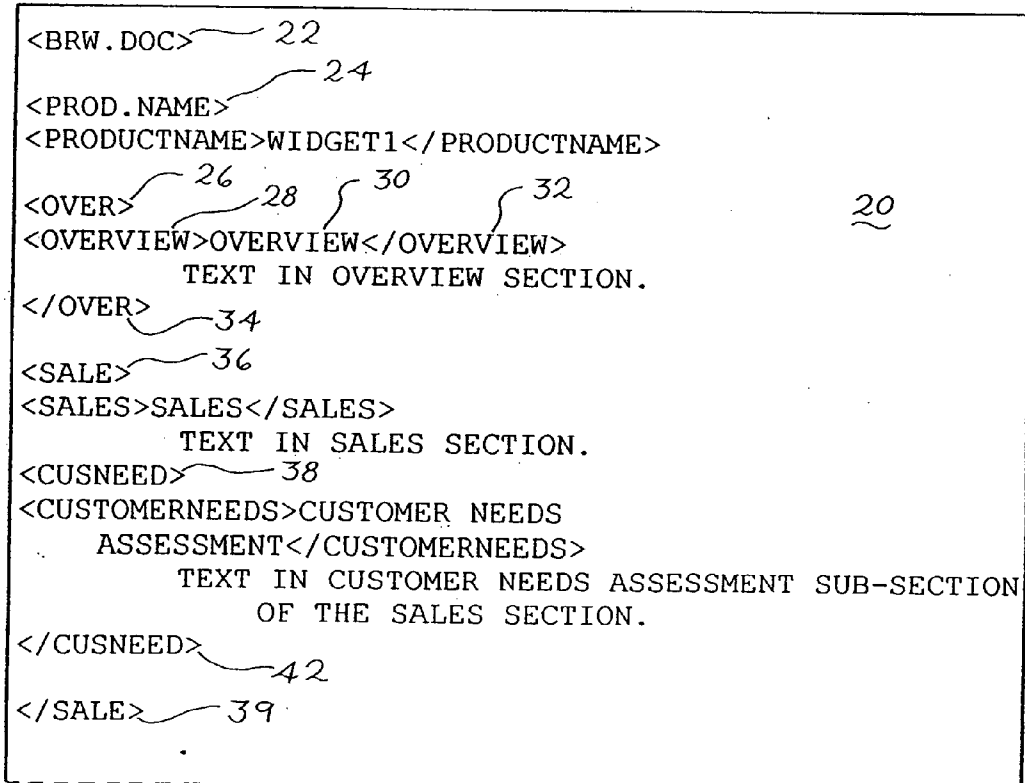 <BRW.DOC> 22
24
<PROD.NAME>
<PRODUCTNAME>WIDGET1</PRODUCTNAME>
26 28 30 32
<OVER> 20
<OVERVIEW>OVERVIEW</OVERVIEW>
TEXT IN OVERVIEW SECTION.
</OVER> 34
<SALE> 36
<SALES>SALES</SALES>
TEXT IN SALES SECTION.
<CUSNEED> 38
<CUSTOMERNEEDS>CUSTOMER NEEDS
ASSESSMENT</CUSTOMERNEEDS>
TEXT IN CUSTOMER NEEDS ASSESSMENT SUB-SECTION
OF THE SALES SECTION.
</CUSNEED> 42
</SALE> 39